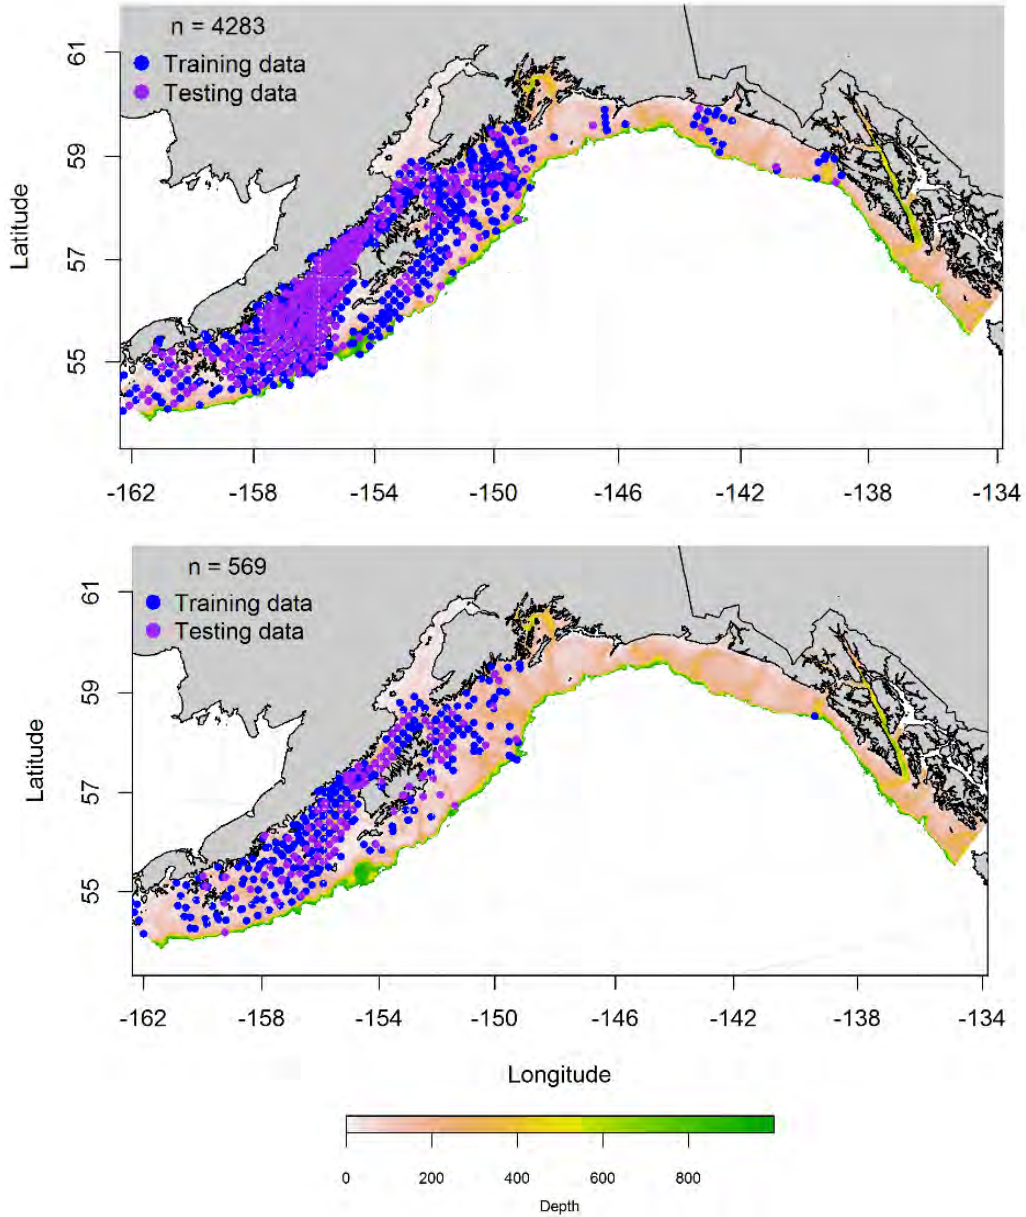 n = 4283
Training data
Testing data
Latitude
61
59
57
55
-162 -158 -154 -150 -146 -142 -138 -134
n = 569
Training data
Testing data
Latitude
61
59
57
55
-162 -158 -154 -150 -146 -142 -138 -134
Longitude
0 200 400 600 800
Depth